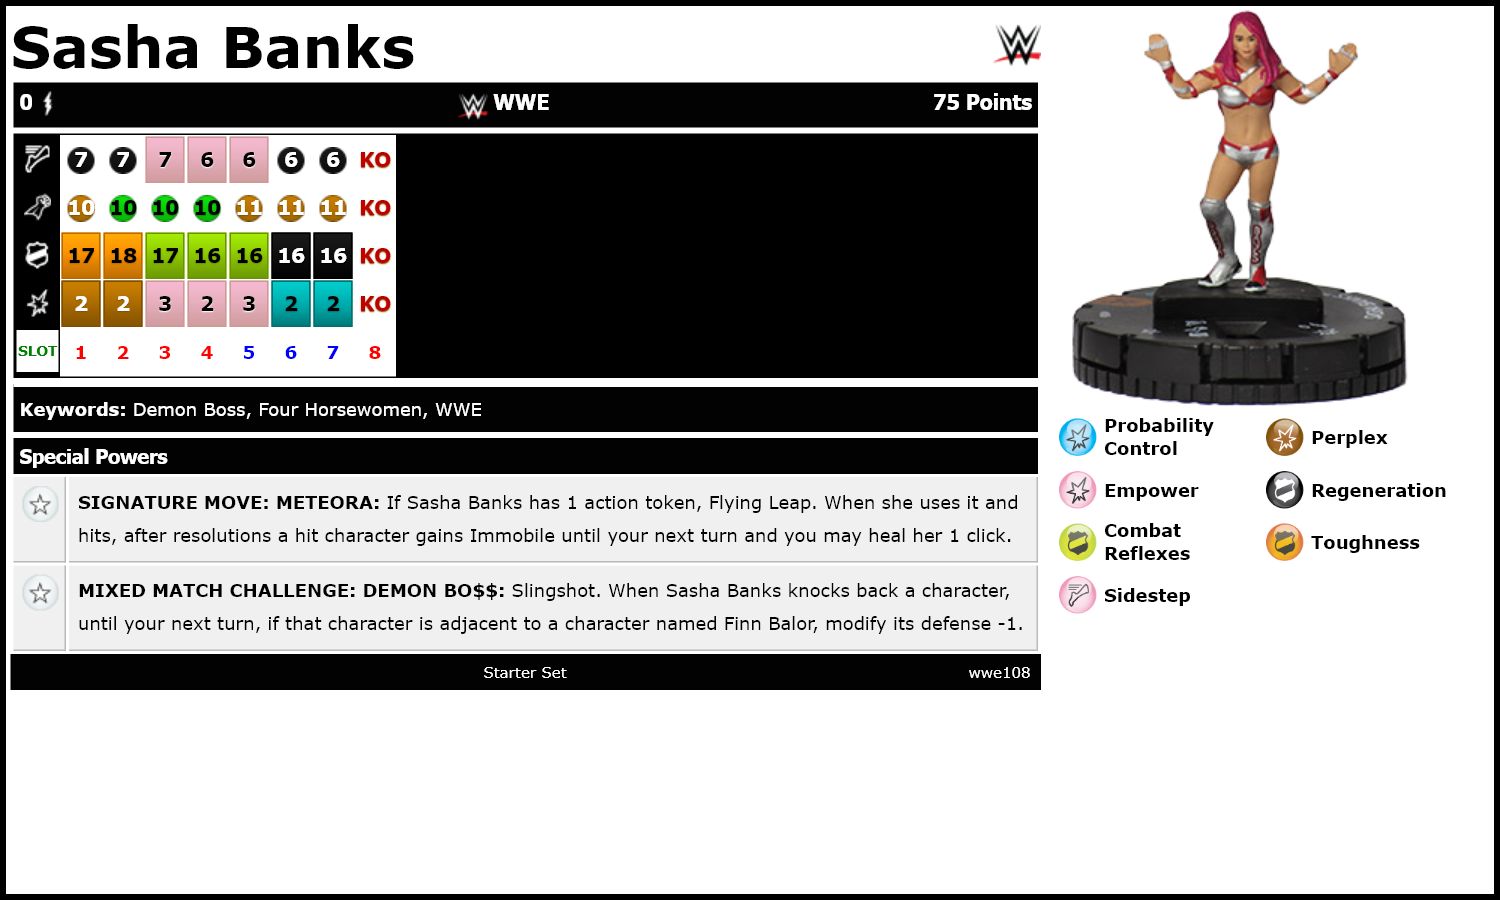 Sasha Banks
0 WWE 75 Points
7 7 7 6 6 6 6 KO
10 10 10 10 11 11 11 KO
17 18 17 16 16 16 16 KO
2 2 3 2 3 2 2 KO
SLOT 1 2 3 4 5 6 7 8
Keywords: Demon Boss, Four Horsewomen, WWE
Special Powers
SIGNATURE MOVE: METEORA: If Sasha Banks has 1 action token, Flying Leap. When she uses it and
hits, after resolutions a hit character gains Immobile until your next turn and you may heal her 1 click.
MIXED MATCH CHALLENGE: DEMON BO$$: Slingshot. When Sasha Banks knocks back a character,
until your next turn, if that character is adjacent to a character named Finn Balor, modify its defense -1.
Starter Set wwe108
Probability
Control
Perplex
Empower
Regeneration
Combat
Reflexes
Toughness
Sidestep